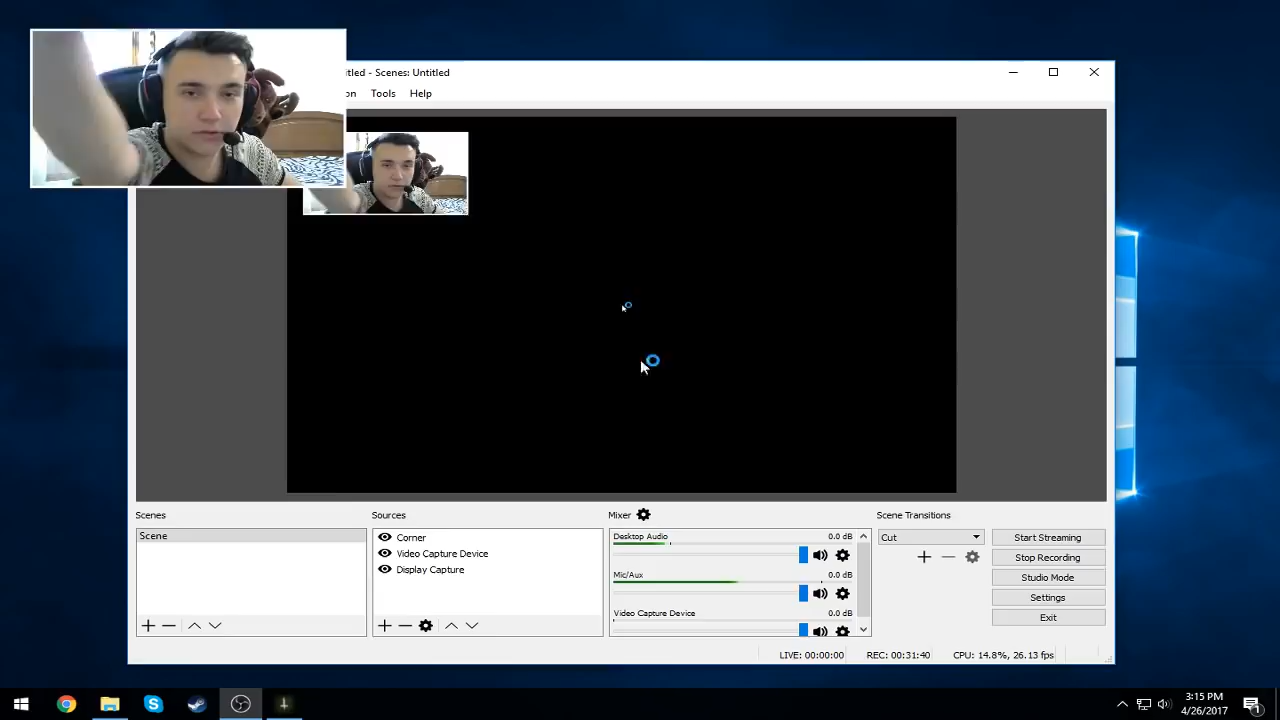 titled - Scenes: Untitled
on Tools Help
Scenes
Scene
Sources
Corner
Video Capture Device
Display Capture
Mixer
Desktop Audio 0.0 dB
Mic/Aux 0.0 dB
Video Capture Device 0.0 dB
Scene Transitions
Cut
Start Streaming
Stop Recording
Studio Mode
Settings
Exit
LIVE: 00:00:00 REC: 00:31:40 CPU: 14.8%, 26.13 fps
3:15 PM
4/26/2017
1